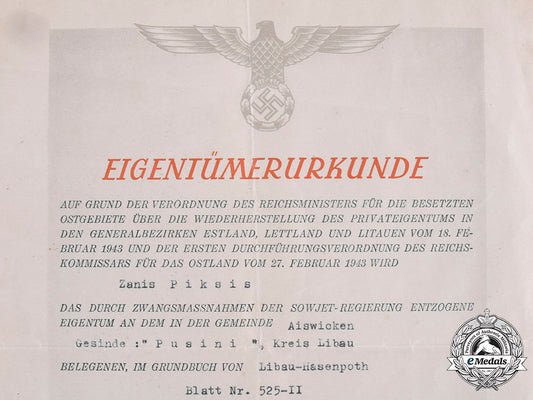 EIGENTÜMERURKUNDE
AUF GRUND DER VERORDNUNG DES REICHSMINISTERS FÜR DIE BESETZTEN
OSTGEBIETE ÜBER DIE WIEDERHERSTELLUNG DES PRIVATEIGENTUMS IN
DEN GENERALBEZIRKEN ESTLAND, LETTLAND UND LITAUEN VOM 18. FE-
BRUAR 1943 UND DER ERSTEN DURCHFÜHRUNGSVERORDNUNG DES REICHS-
KOMMISSARS FÜR DAS OSTLAND VOM 27. FEBRUAR 1943 WIRD
Zanis Piksis
DAS DURCH ZWANGSMASSNAHMEN DER SOWJET-REGIERUNG ENTZOGENE
EIGENTUM AN DEM IN DER GEMEINDE Aiswicken
Gesinde :" Pusini ", Kreis Libau
BELEGENEN, IM GRUNDBUCH VON Libau-Hasenpoth
Blatt Nr. 525-II
eMedals